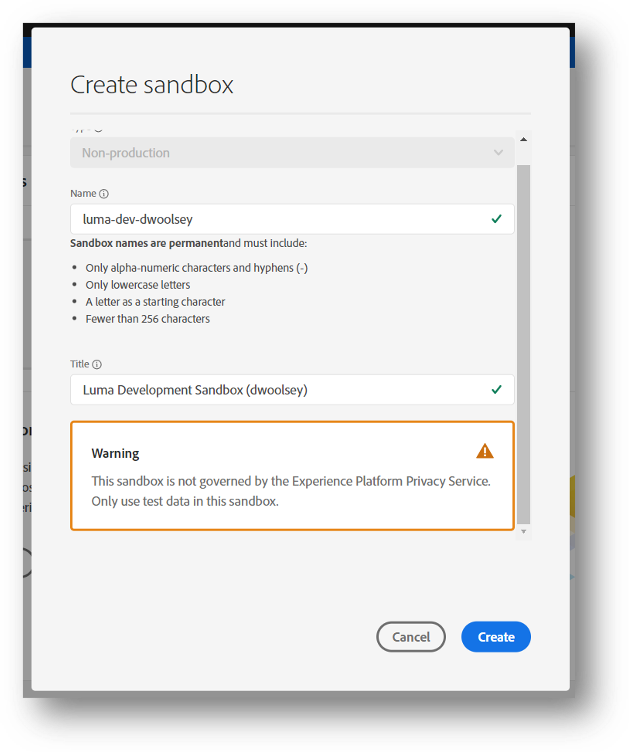 Create sandbox
Non-production
Name
luma-dev-dwoolsey
Sandbox names are permanentand must include:
Only alpha-numeric characters and hyphens (-)
Only lowercase letters
A letter as a starting character
Fewer than 256 characters
Title
Luma Development Sandbox (dwoolsey)
Warning
This sandbox is not governed by the Experience Platform Privacy Service.
Only use test data in this sandbox.
Cancel
Create